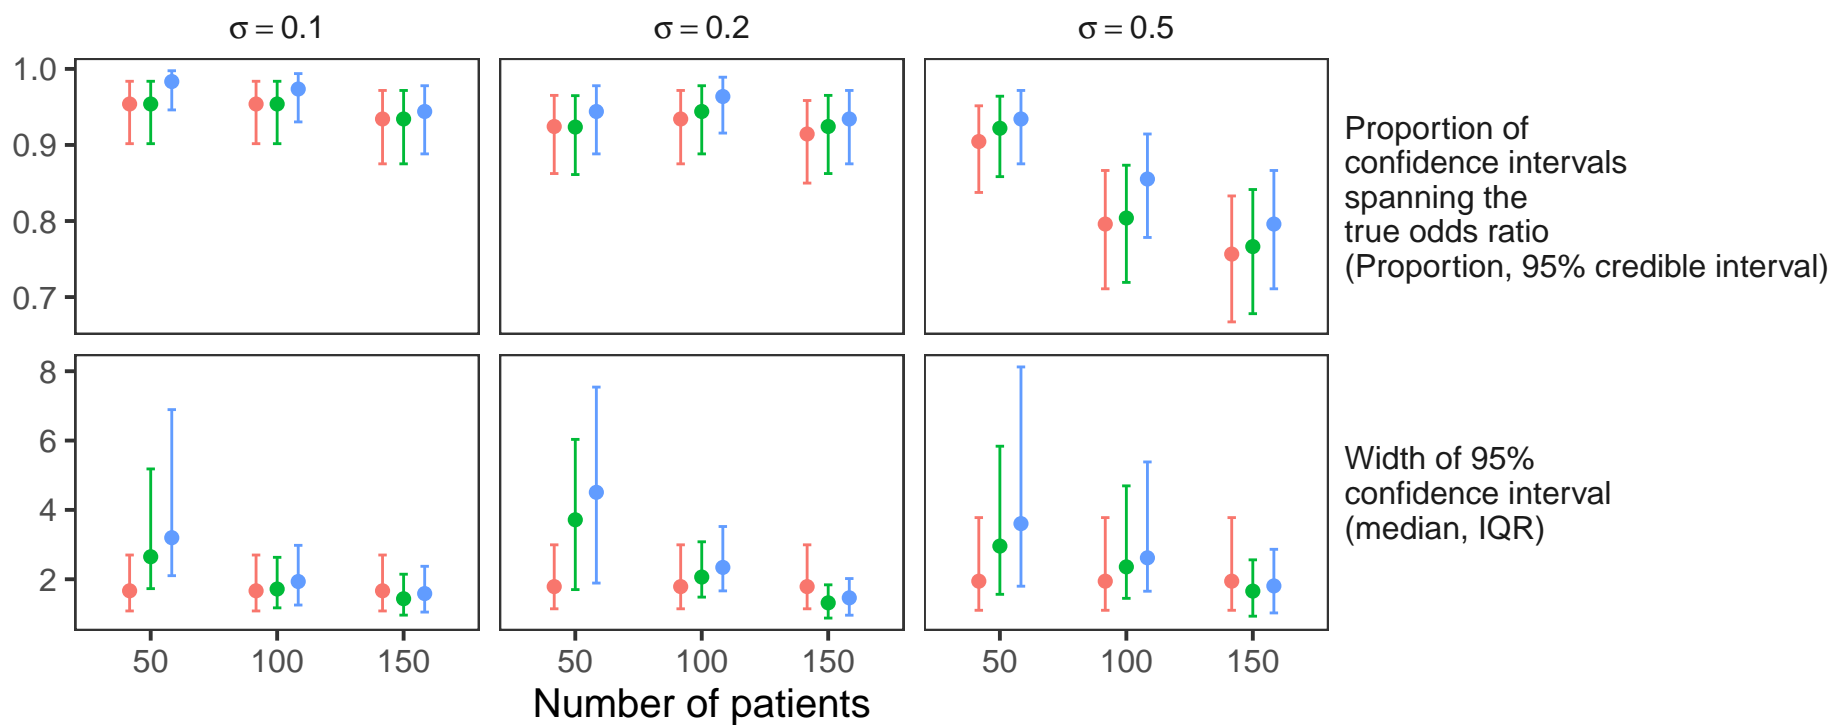 σ = 0.1
σ = 0.2
σ = 0.5
1.0
0.9
0.8
0.7
Proportion of
confidence intervals
spanning the
true odds ratio
(Proportion, 95% credible interval)
8
6
4
2
Width of 95%
confidence interval
(median, IQR)
50
100
150
50
100
150
50
100
150
Number of patients